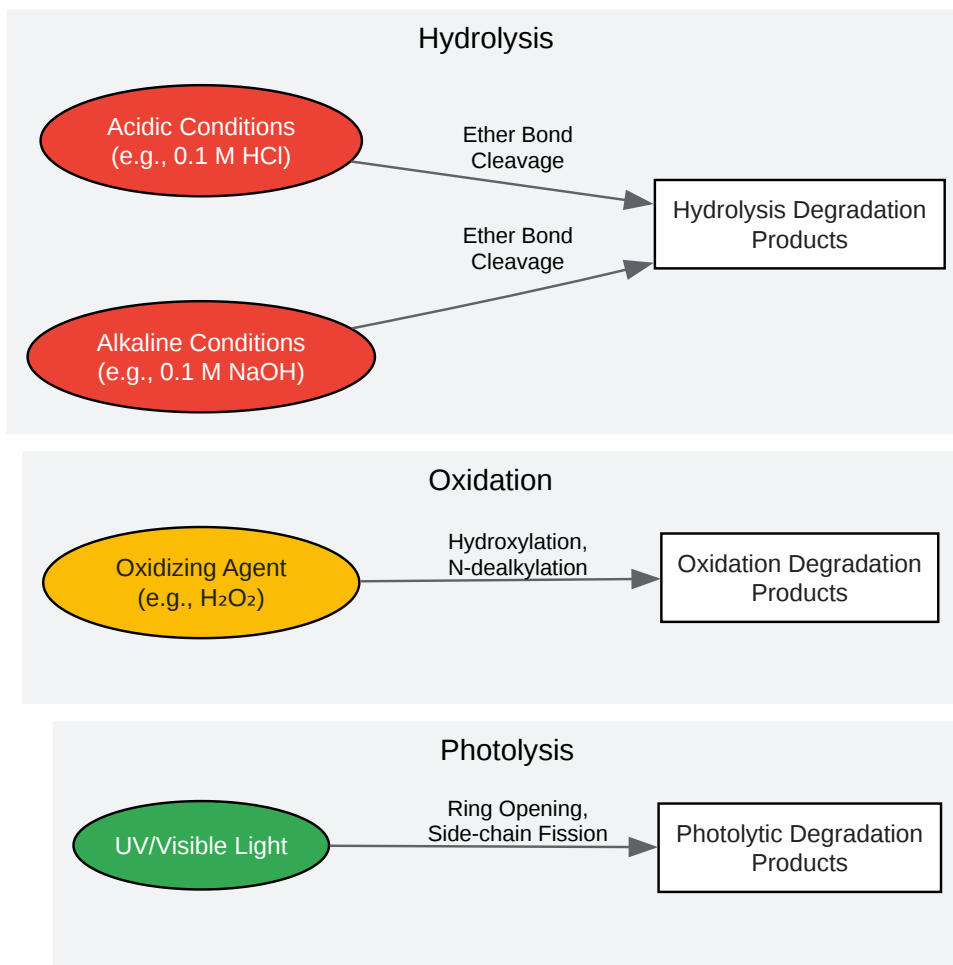 Hydrolysis
Acidic Conditions
(e.g., 0.1 M HCl)
Ether Bond
Cleavage
Hydrolysis Degradation
Products
Ether Bond
Cleavage
Alkaline Conditions
(e.g., 0.1 M NaOH)
Oxidation
Oxidizing Agent
(e.g., H₂O₂)
Hydroxylation,
N-dealkylation
Oxidation Degradation
Products
Photolysis
UV/Visible Light
Ring Opening,
Side-chain Fission
Photolytic Degradation
Products